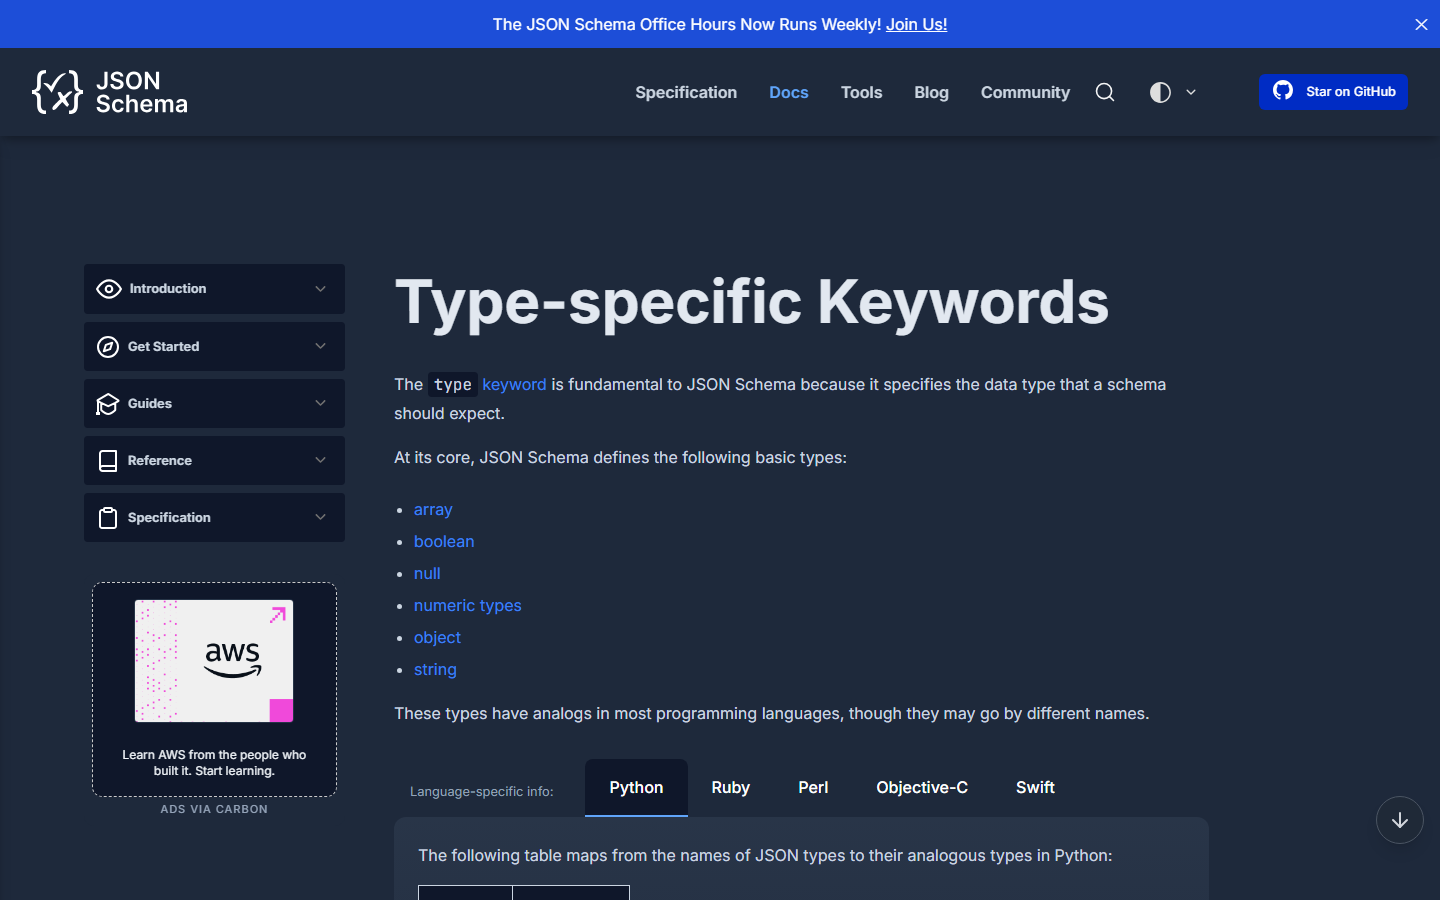 The JSON Schema Office Hours Now Runs Weekly! Join Us!
JSON
Schema
Specification
Docs
Tools
Blog
Community
Star on GitHub
Introduction
Get Started
Guides
Reference
Specification
aws
Learn AWS from the people who
built it. Start learning.
ADS VIA CARBON
Type-specific Keywords
The type keyword is fundamental to JSON Schema because it specifies the data type that a schema
should expect.
At its core, JSON Schema defines the following basic types:
array
boolean
null
numeric types
object
string
These types have analogs in most programming languages, though they may go by different names.
Language-specific info:
Python
Ruby
Perl
Objective-C
Swift
The following table maps from the names of JSON types to their analogous types in Python: